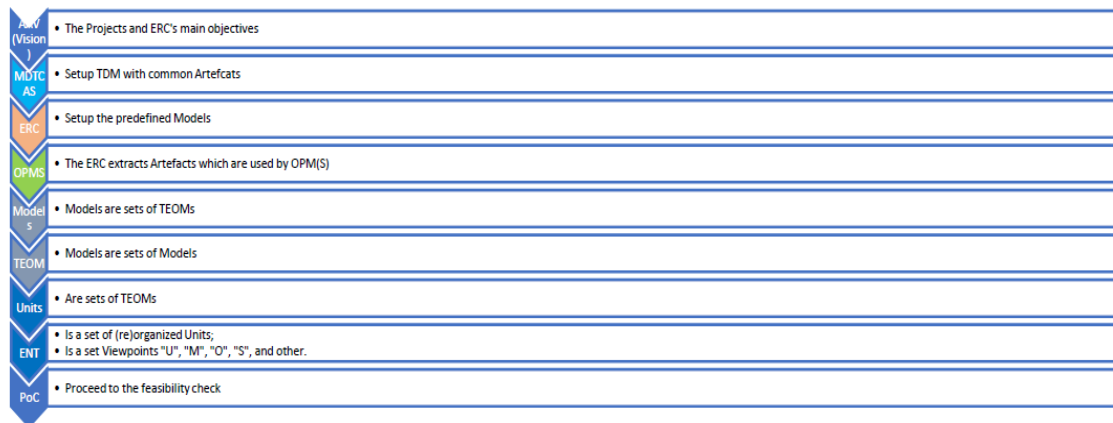 (Vision
)
• The Projects and ERC's main objectives
MDTC
AS
• Setup TDM with common Artefcats
ERC
• Setup the predefined Models
OPMS
• The ERC extracts Artefacts which are used by OPM(S)
Model
s
• Models are sets of TEOMs
TEOM
• Models are sets of Models
Units
• Are sets of TEOMs
ENT
• Is a set of (re)organized Units;
• Is a set Viewpoints "U", "M", "O", "S", and other.
PoC
• Proceed to the feasibility check